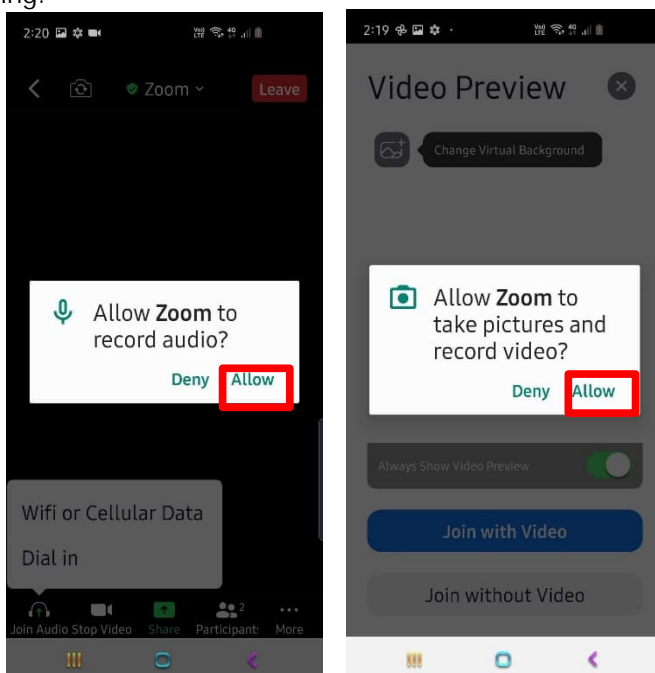 ing!
2:20
Zoom
Leave
Allow Zoom to
record audio?
Deny Allow
Wifi or Cellular Data
Dial in
2
Join Audio Stop Video Share Participant: More
2:19
Video Preview
Change Virtual Background
Allow Zoom to
take pictures and
record video?
Deny Allow
Always Show Video Preview
Join with Video
Join without Video